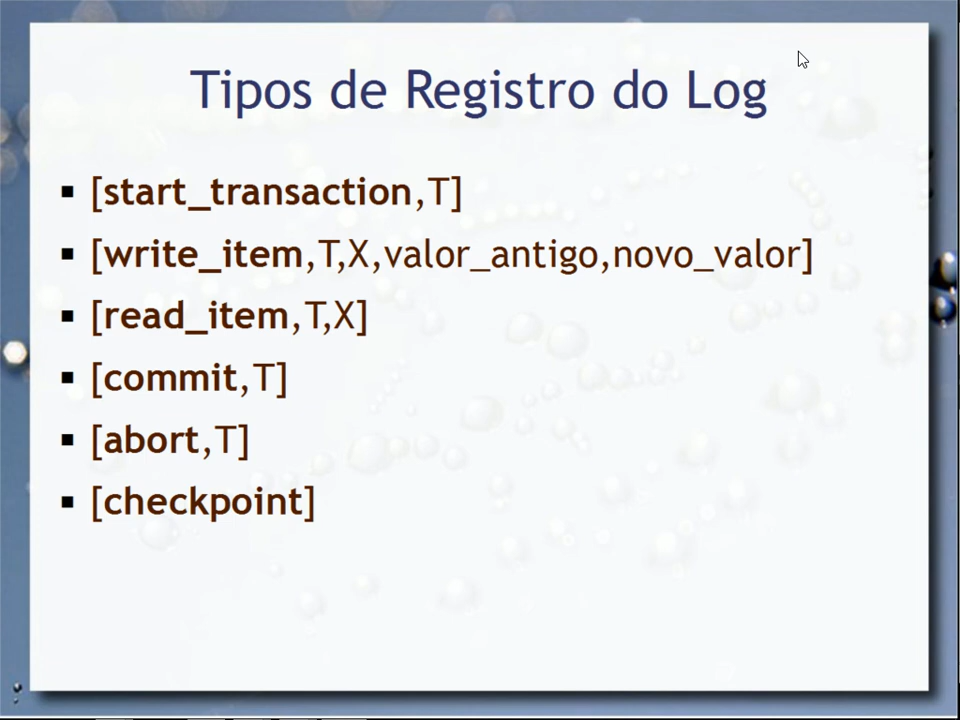 Tipos de Registro do Log
[start_transaction,T]
[write_item,T,X,valor_antigo,novo_valor]
[read_item,T,X]
[commit,T]
[abort,T]
[checkpoint]